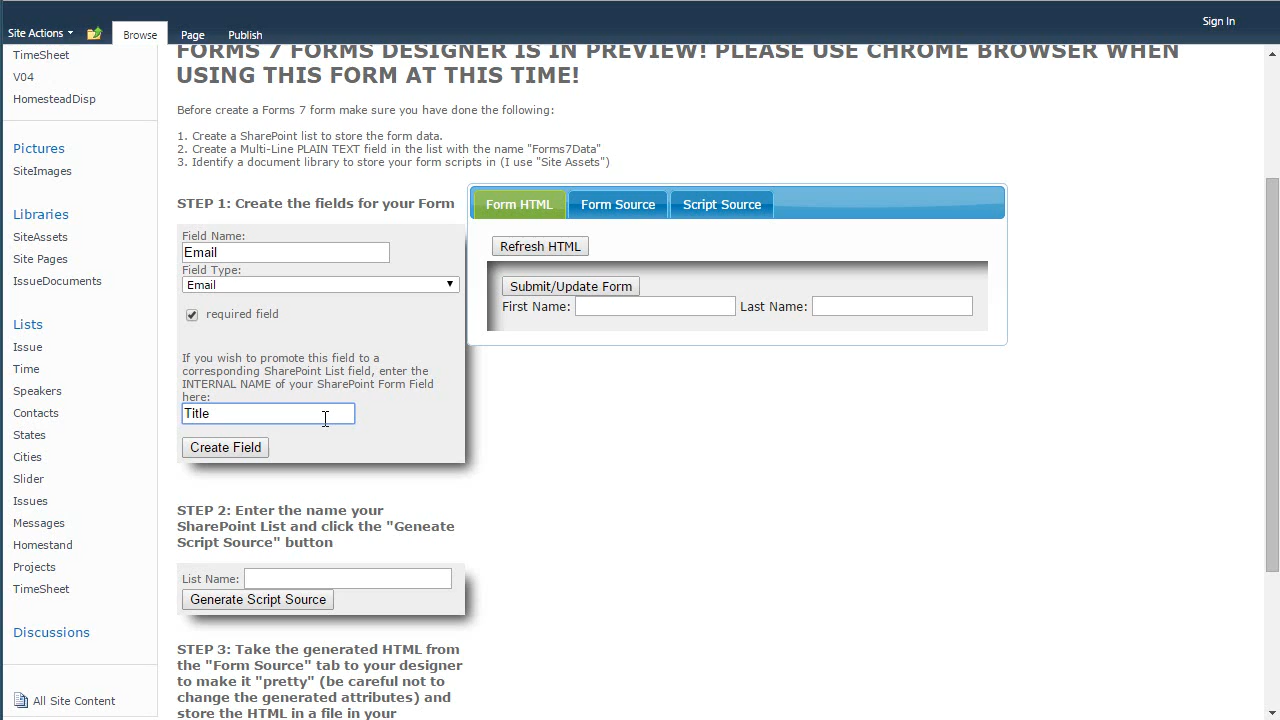 Site Actions
Browse
Page
Publish
Sign In
TimeSheet
V04
HomesteadDisp
Pictures
SiteImages
Libraries
SiteAssets
Site Pages
IssueDocuments
Lists
Issue
Time
Speakers
Contacts
States
Cities
Slider
Issues
Messages
Homestand
Projects
TimeSheet
Discussions
All Site Content
FORMS 7 FORMS DESIGNER IS IN PREVIEW! PLEASE USE CHROME BROWSER WHEN
USING THIS FORM AT THIS TIME!
Before create a Forms 7 form make sure you have done the following:
1. Create a SharePoint list to store the form data.
2. Create a Multi-Line PLAIN TEXT field in the list with the name "Forms7Data"
3. Identify a document library to store your form scripts in (I use "Site Assets")
STEP 1: Create the fields for your Form
Field Name:
Email
Field Type:
Email
required field
If you wish to promote this field to a
corresponding SharePoint List field, enter the
INTERNAL NAME of your SharePoint Form Field
here:
Title
Create Field
Form HTML
Form Source
Script Source
Refresh HTML
Submit/Update Form
First Name:
Last Name:
STEP 2: Enter the name your
SharePoint List and click the "Geneate
Script Source" button
List Name:
Generate Script Source
STEP 3: Take the generated HTML from
the "Form Source" tab to your designer
to make it "pretty" (be careful not to
change the generated attributes) and
store the HTML in a file in your